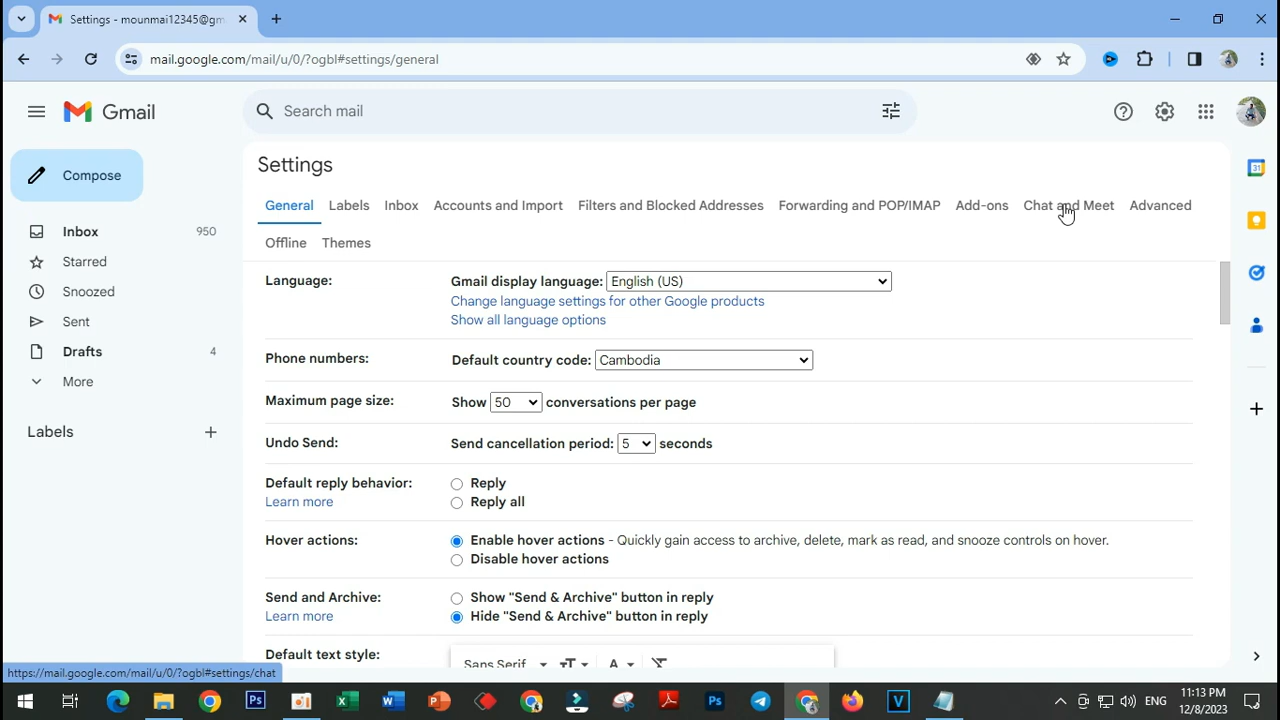 Settings - mounmai12345@gm
mail.google.com/mail/u/0/?ogbl#settings/general
Gmail
Search mail
Compose
Inbox 950
Starred
Snoozed
Sent
Drafts 4
More
Labels
Settings
General Labels Inbox Accounts and Import Filters and Blocked Addresses Forwarding and POP/IMAP Add-ons Chat and Meet Advanced
Offline Themes
Language: Gmail display language: English (US)
Change language settings for other Google products
Show all language options
Phone numbers: Default country code: Cambodia
Maximum page size: Show 50 conversations per page
Undo Send: Send cancellation period: 5 seconds
Default reply behavior: Reply
Learn more Reply all
Hover actions: Enable hover actions - Quickly gain access to archive, delete, mark as read, and snooze controls on hover.
Disable hover actions
Send and Archive: Show "Send & Archive" button in reply
Learn more Hide "Send & Archive" button in reply
Default text style: Sans Serif
https://mail.google.com/mail/u/0/?ogbl#settings/chat
ENG 11:13 PM
12/8/2023